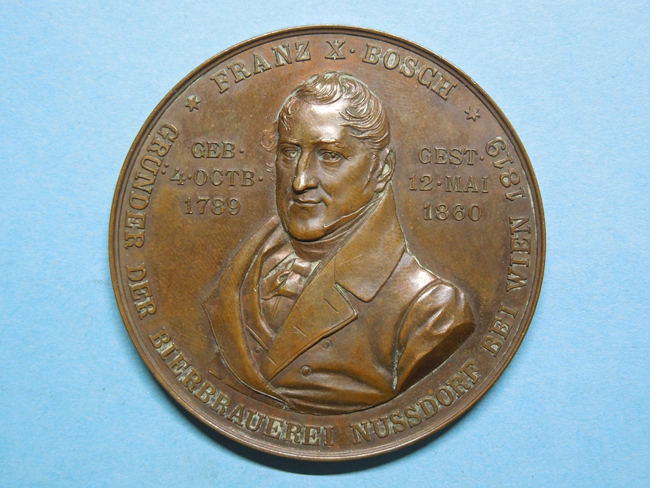 FRANZ X· BOSCH
GEB·
4·OCTB·
1789
GEST·
12·MAI
1860
GRÜNDER DER BIERBRAUEREI NUSSDORF BEI WIEN 1819